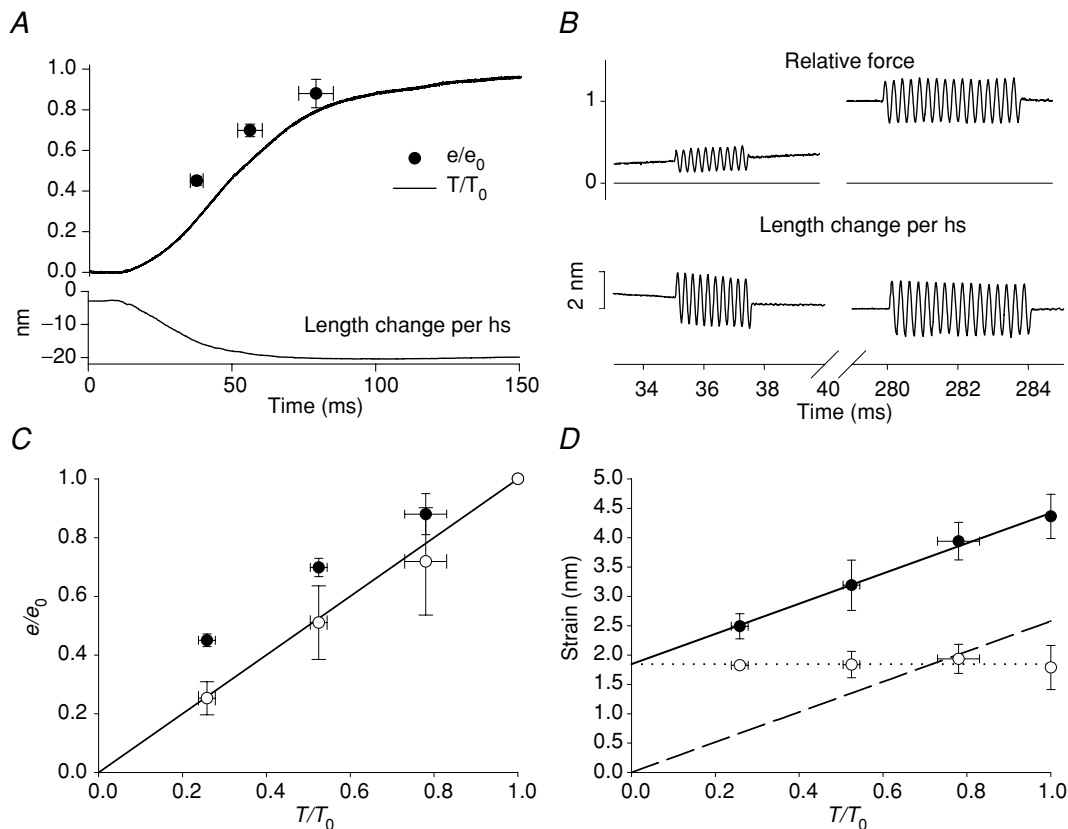 A
1.0
0.8
0.6
0.4
0.2
0.0
e/e0
T/T0
0
−10
−20
nm
Length change per hs
0 50 100 150
Time (ms)
B
Relative force
1
0
Length change per hs
2 nm
34 36 38 40 280 282 284
Time (ms)
C
1.0
0.8
0.6
0.4
0.2
0.0
e/e0
0.0 0.2 0.4 0.6 0.8 1.0
T/T0
D
5.0
4.5
4.0
3.5
3.0
2.5
2.0
1.5
1.0
0.5
0.0
Strain (nm)
0.0 0.2 0.4 0.6 0.8 1.0
T/T0